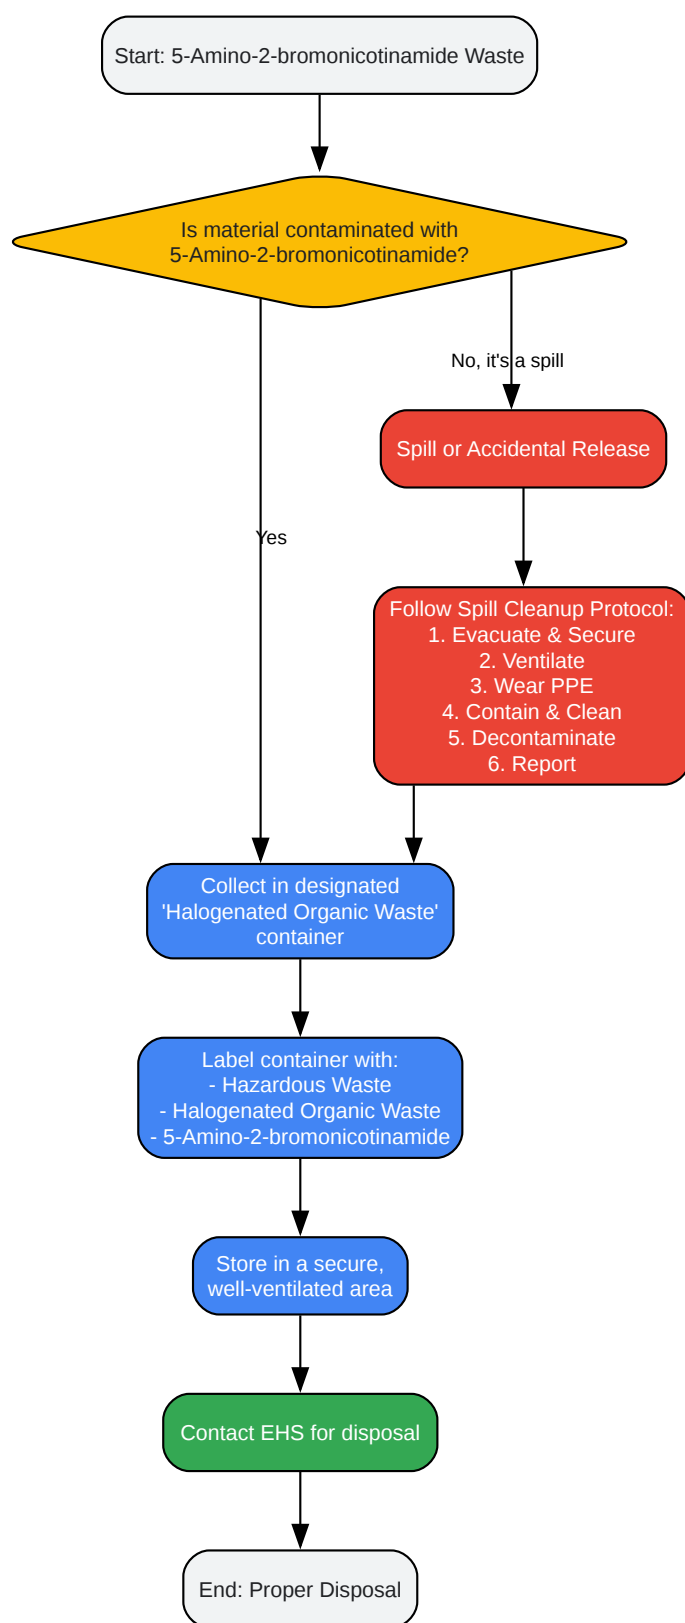 Start: 5-Amino-2-bromonicotinamide Waste
Is material contaminated with
5-Amino-2-bromonicotinamide?
No, it's a spill
Spill or Accidental Release
Yes
Follow Spill Cleanup Protocol:
1. Evacuate & Secure
2. Ventilate
3. Wear PPE
4. Contain & Clean
5. Decontaminate
6. Report
Collect in designated
'Halogenated Organic Waste'
container
Label container with:
- Hazardous Waste
- Halogenated Organic Waste
- 5-Amino-2-bromonicotinamide
Store in a secure,
well-ventilated area
Contact EHS for disposal
End: Proper Disposal